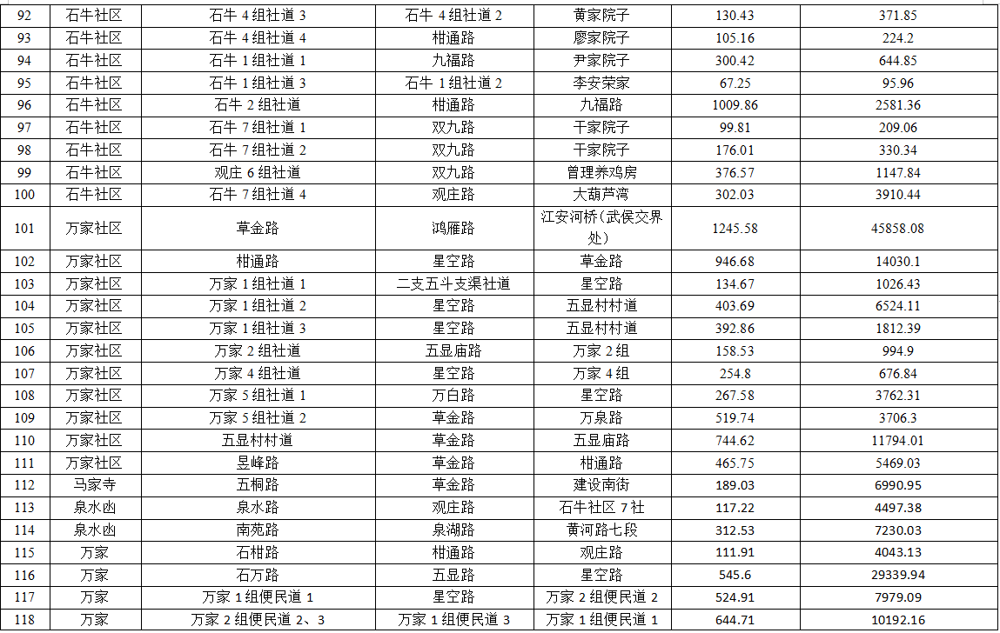 92 石牛社区 石牛 4 组社道 3 石牛 4 组社道 2 黄家院子 130.43 371.85
93 石牛社区 石牛 4 组社道 4 柑通路 廖家院子 105.16 224.2
94 石牛社区 石牛 1 组社道 1 九福路 尹家院子 300.42 644.85
95 石牛社区 石牛 1 组社道 3 石牛 1 组社道 2 李安荣家 67.25 95.96
96 石牛社区 石牛 2 组社道 柑通路 九福路 1009.86 2581.36
97 石牛社区 石牛 7 组社道 1 双九路 干家院子 99.81 209.06
98 石牛社区 石牛 7 组社道 2 双九路 干家院子 176.01 330.34
99 石牛社区 观庄 6 组社道 双九路 曾理养鸡房 376.57 1147.84
100 石牛社区 石牛 7 组社道 4 观庄路 大葫芦湾 302.03 3910.44
101 万家社区 草金路 鸿雁路 江安河桥（武侯交界 1245.58 45858.08
处）
102 万家社区 柑通路 星空路 草金路 946.68 14030.1
103 万家社区 万家 1 组社道 1 二支五斗支渠社道 星空路 134.67 1026.43
104 万家社区 万家 1 组社道 2 星空路 五显村村道 403.69 6524.11
105 万家社区 万家 1 组社道 3 星空路 五显村村道 392.86 1812.39
106 万家社区 万家 2 组社道 五显庙路 万家 2 组 158.53 994.9
107 万家社区 万家 4 组社道 星空路 万家 4 组 254.8 676.84
108 万家社区 万家 5 组社道 1 万白路 星空路 267.58 3762.31
109 万家社区 万家 5 组社道 2 草金路 万泉路 519.74 3706.3
110 万家社区 五显村村道 草金路 五显庙路 744.62 11794.01
111 万家社区 昱峰路 草金路 柑通路 465.75 5469.03
112 马家寺 五桐路 草金路 建设南街 189.03 6990.95
113 泉水凼 泉水路 观庄路 石牛社区 7 社 117.22 4497.38
114 泉水凼 南苑路 泉湖路 黄河路七段 312.53 7230.03
115 万家 石柑路 柑通路 观庄路 111.91 4043.13
116 万家 石万路 五显路 星空路 545.6 29339.94
117 万家 万家 1 组便民道 1 星空路 万家 2 组便民道 2 524.91 7979.09
118 万家 万家 2 组便民道 2、3 万家 1 组便民道 3 万家 1 组便民道 1 644.71 10192.16